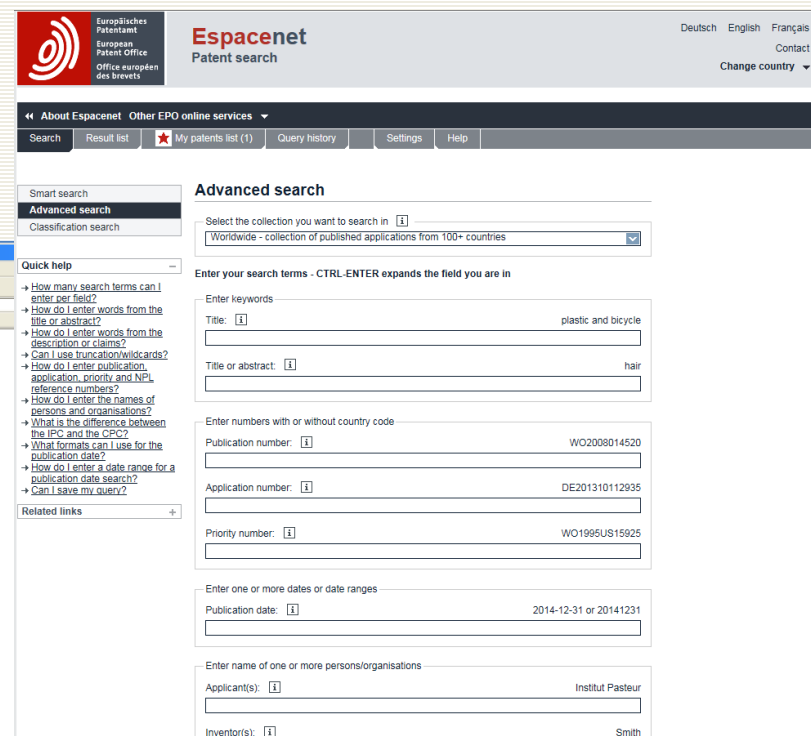 Europäisches
Patentamt
European
Patent Office
Office européen
des brevets
Espacenet
Patent search
Deutsch English Français
Contact
Change country
About Espacenet Other EPO online services
Search Result list My patents list (1) Query history Settings Help
Smart search
Advanced search
Classification search
Quick help
How many search terms can I
enter per field?
How do I enter words from the
title or abstract?
How do I enter words from the
description or claims?
Can I use truncation/wildcards?
How do I enter publication,
application, priority and NPL
reference numbers?
How do I enter the names of
persons and organisations?
What is the difference between
the IPC and the CPC?
What formats can I use for the
publication date?
How do I enter a date range for a
publication date search?
Can I save my query?
Related links
Advanced search
Select the collection you want to search in i
Worldwide - collection of published applications from 100+ countries
Enter your search terms - CTRL-ENTER expands the field you are in
Enter keywords
Title: i plastic and bicycle
Title or abstract: i hair
Enter numbers with or without country code
Publication number: i WO2008014520
Application number: i DE201310112935
Priority number: i WO1995US15925
Enter one or more dates or date ranges
Publication date: i 2014-12-31 or 20141231
Enter name of one or more persons/organisations
Applicant(s): i Institut Pasteur
Inventor(s): i Smith